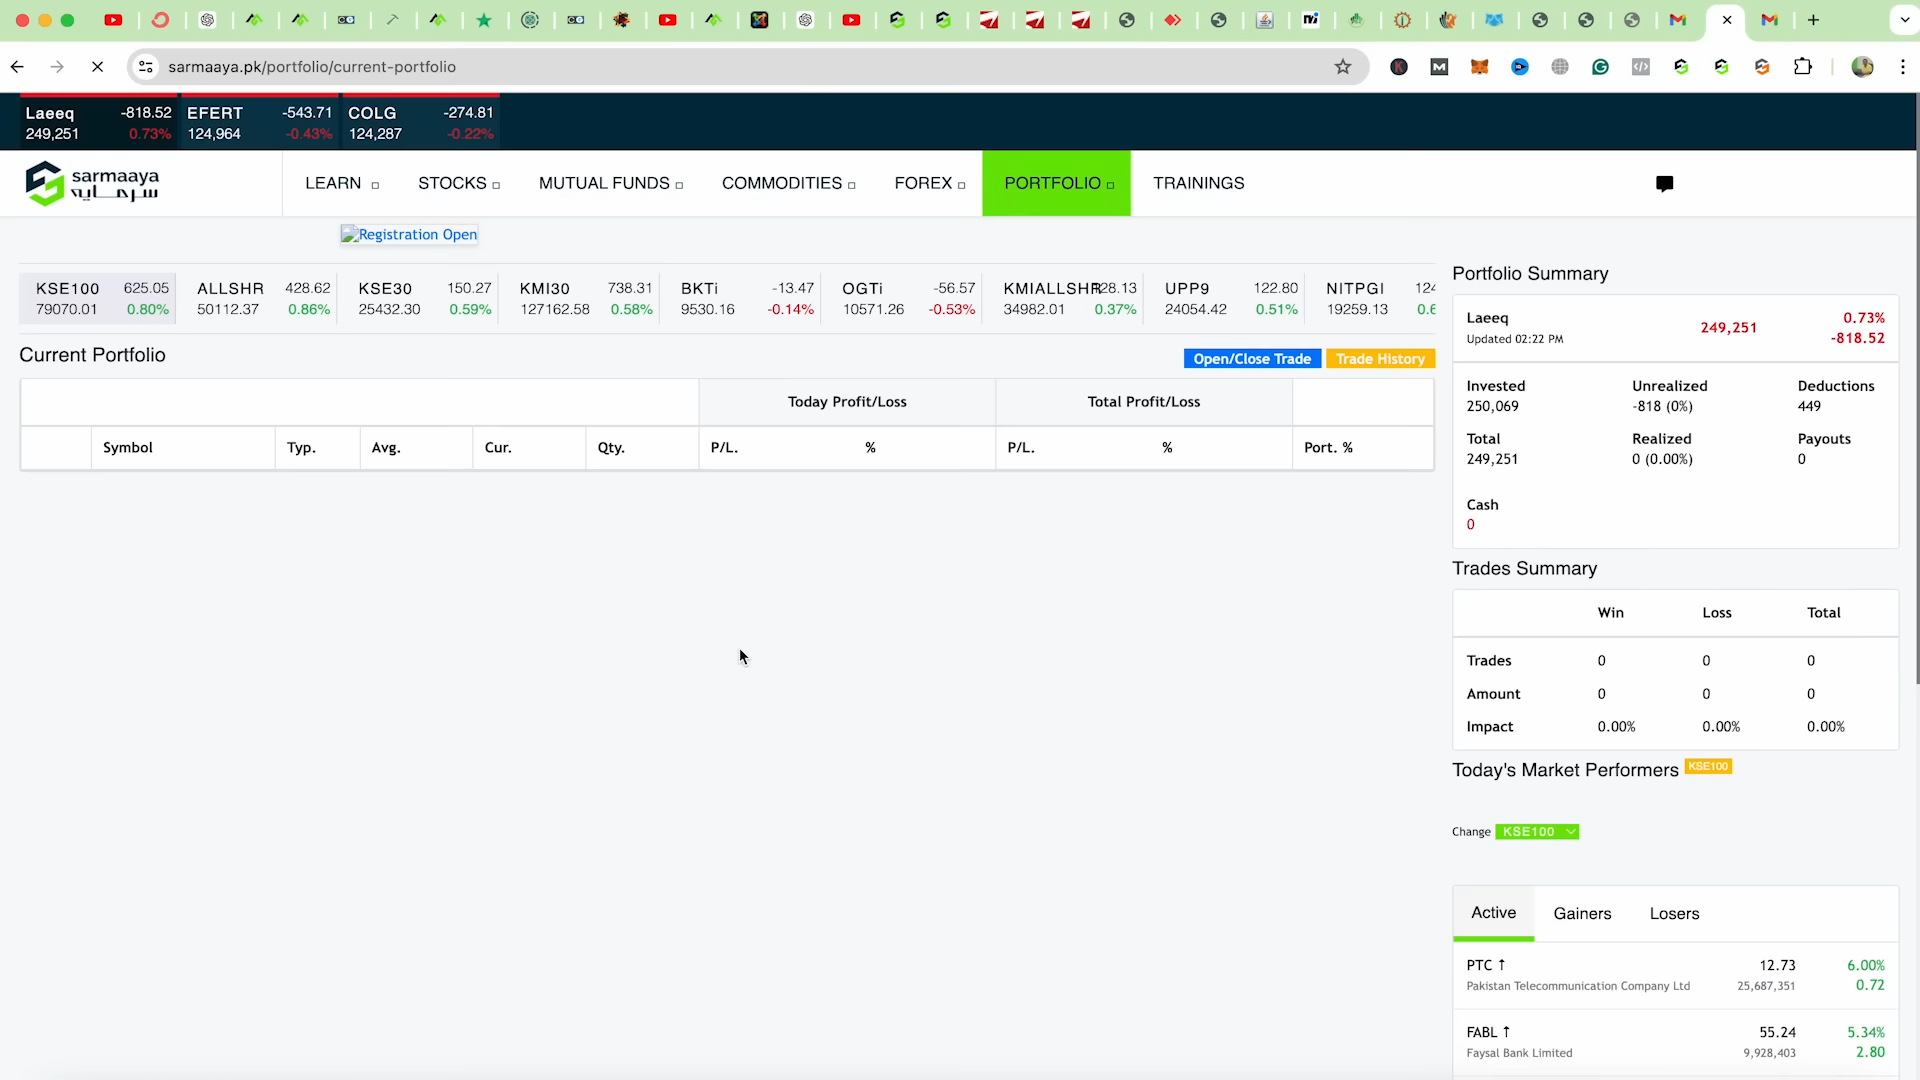 sarmaaya.pk/portfolio/current-portfolio
Laeeq -818.52 EFERT -543.71 COLG -274.81
249,251 0.73% 124,964 -0.43% 124,287 -0.22%
sarmaaya
سرمایہ
LEARN STOCKS MUTUAL FUNDS COMMODITIES FOREX PORTFOLIO TRAININGS
Registration Open
KSE100 625.05 ALLSHR 428.62 KSE30 150.27 KMI30 738.31 BKTi -13.47 OGTi -56.57 KMIALLSHR 28.13 UPP9 122.80 NITPGI
79070.01 0.80% 50112.37 0.86% 25432.30 0.59% 127162.58 0.58% 9530.16 -0.14% 10571.26 -0.53% 34982.01 0.37% 24054.42 0.51% 19259.13
Current Portfolio
Open/Close Trade Trade History
Today Profit/Loss Total Profit/Loss
Symbol Typ. Avg. Cur. Qty. P/L. % P/L. % Port. %
Portfolio Summary
Laeeq 249,251 0.73%
Updated 02:22 PM -818.52
Invested Unrealized Deductions
250,069 -818 (0%) 449
Total Realized Payouts
249,251 0 (0.00%) 0
Cash
0
Trades Summary
Win Loss Total
Trades 0 0 0
Amount 0 0 0
Impact 0.00% 0.00% 0.00%
Today's Market Performers KSE100
Change KSE100
Active Gainers Losers
PTC ↑ 12.73 6.00%
Pakistan Telecommunication Company Ltd 25,687,351 0.72
FABL ↑ 55.24 5.34%
Faysal Bank Limited 9,928,403 2.80